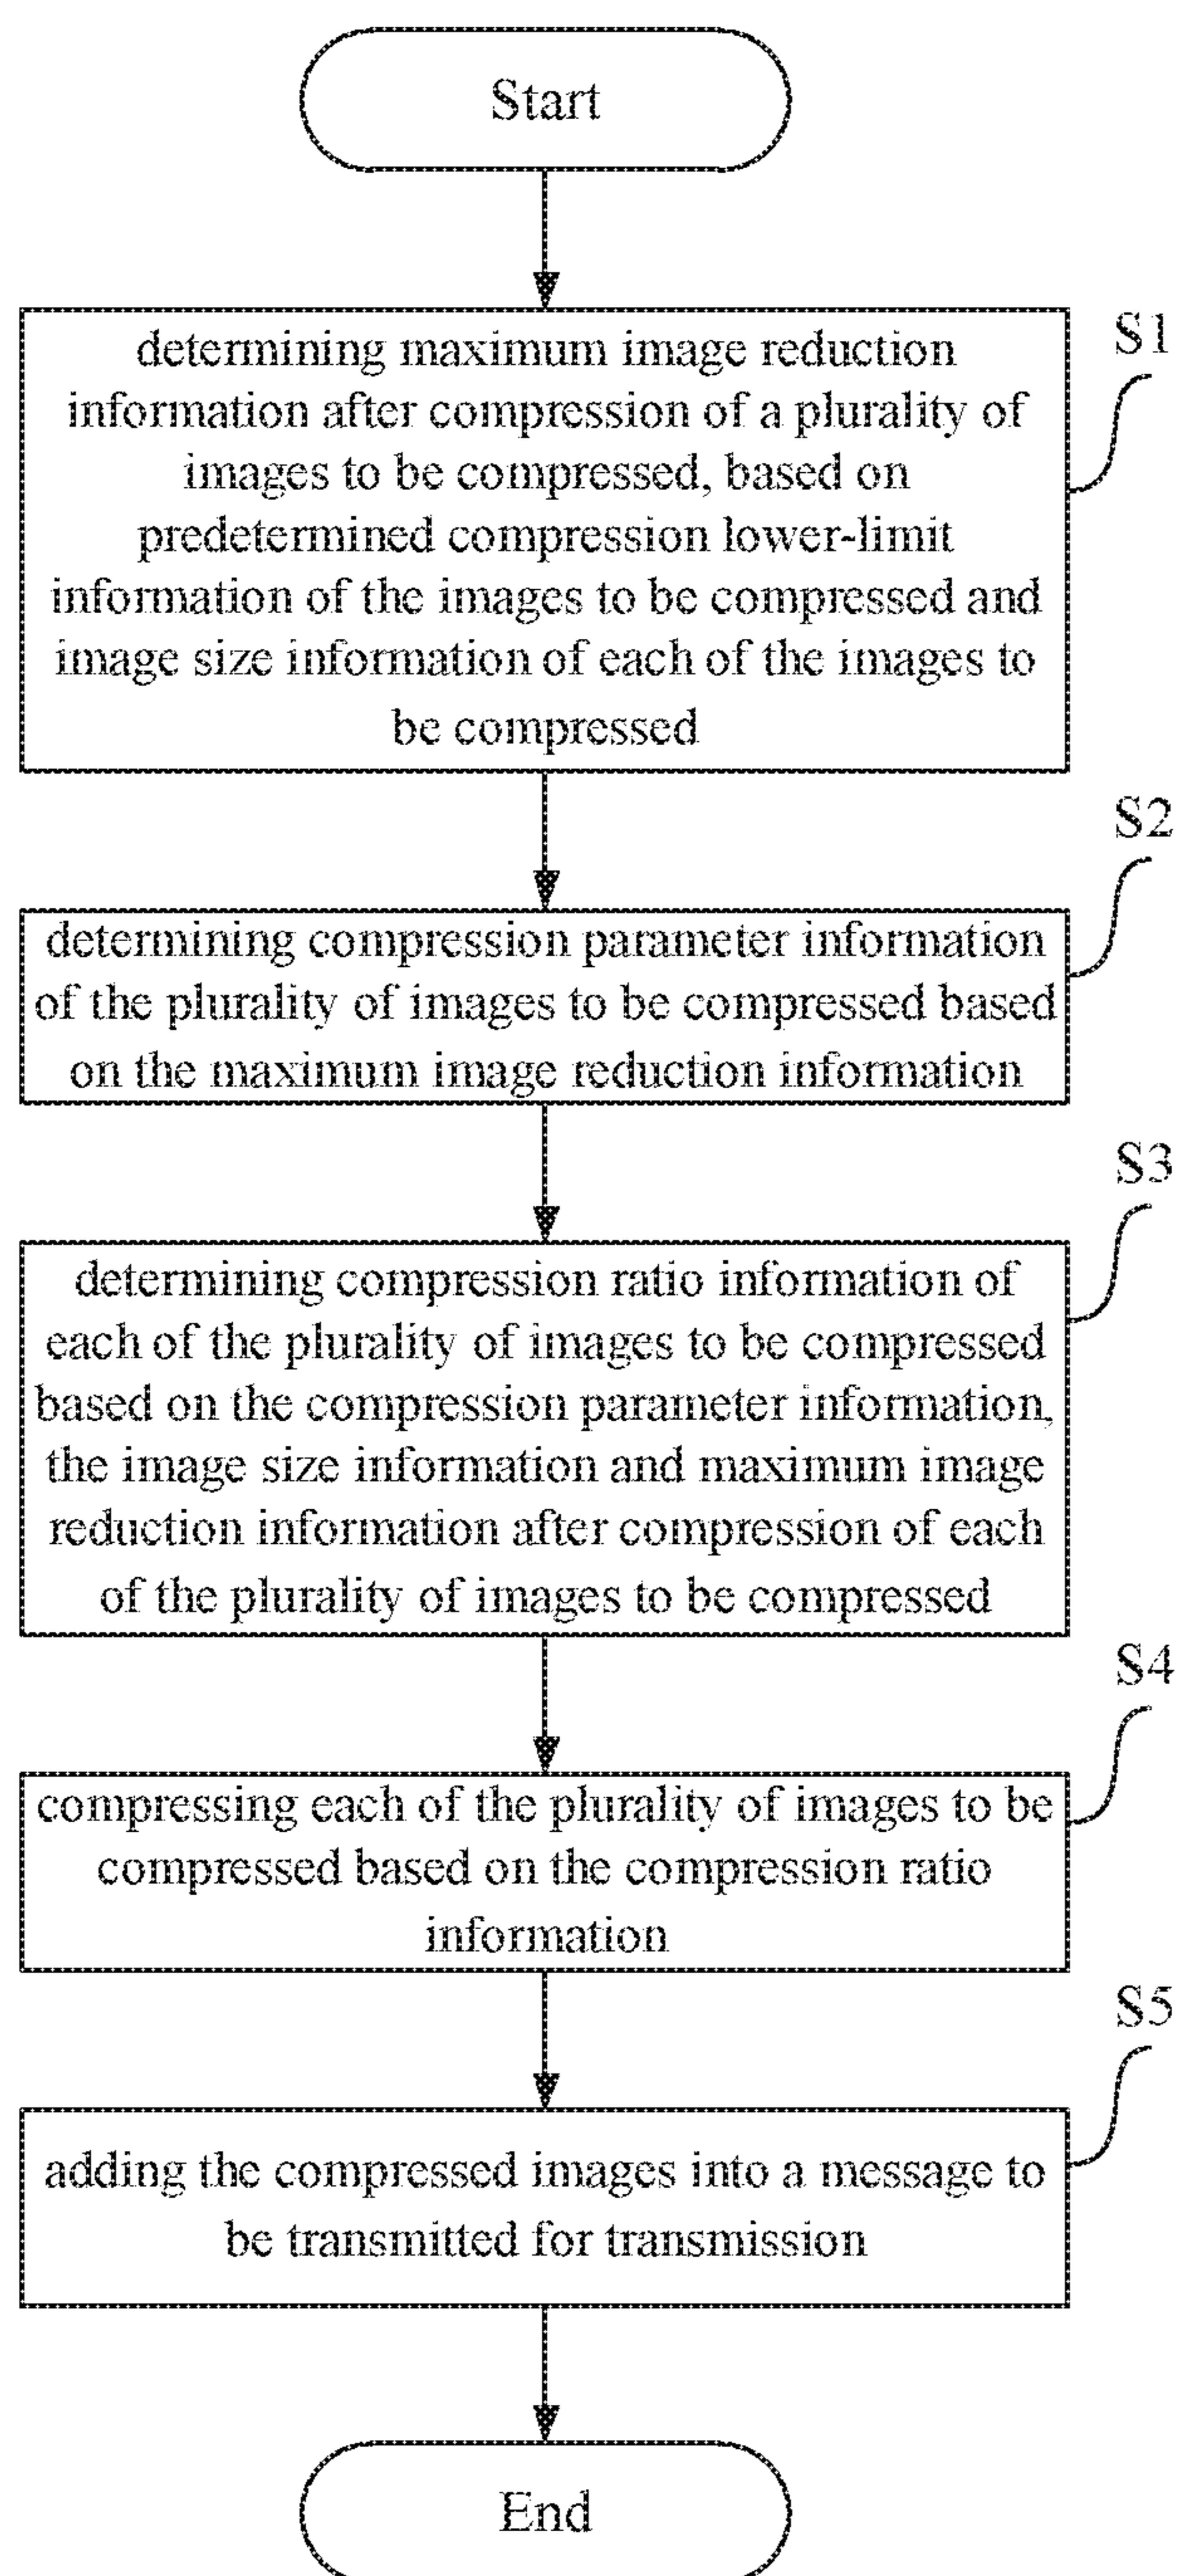 Start
S1
determining maximum image reduction
information after compression of a plurality of
images to be compressed, based on
predetermined compression lower-limit
information of the images to be compressed and
image size information of each of the images to
be compressed
S2
determining compression parameter information
of the plurality of images to be compressed based
on the maximum image reduction information
S3
determining compression ratio information of
each of the plurality of images to be compressed
based on the compression parameter information,
the image size information and maximum image
reduction information after compression of each
of the plurality of images to be compressed
S4
compressing each of the plurality of images to be
compressed based on the compression ratio
information
S5
adding the compressed images into a message to
be transmitted for transmission
End